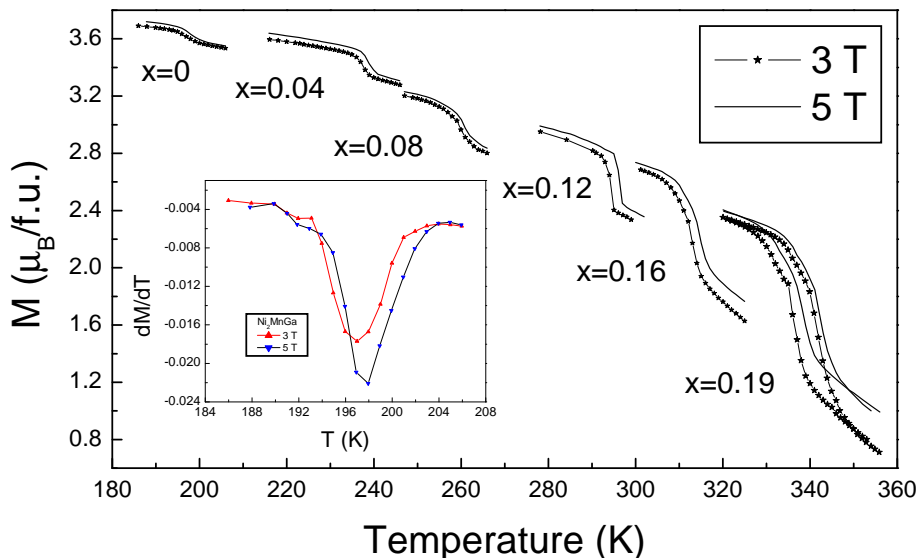 3.6
3.2
2.8
2.4
2.0
1.6
1.2
0.8
M (μB/f.u.)
180
200
220
240
260
280
300
320
340
360
Temperature (K)
3 T
5 T
x=0
x=0.04
x=0.08
x=0.12
x=0.16
x=0.19
-0.004
-0.008
-0.012
-0.016
-0.020
-0.024
dM/dT
184
188
192
196
200
204
208
T (K)
Ni2MnGa
3 T
5 T